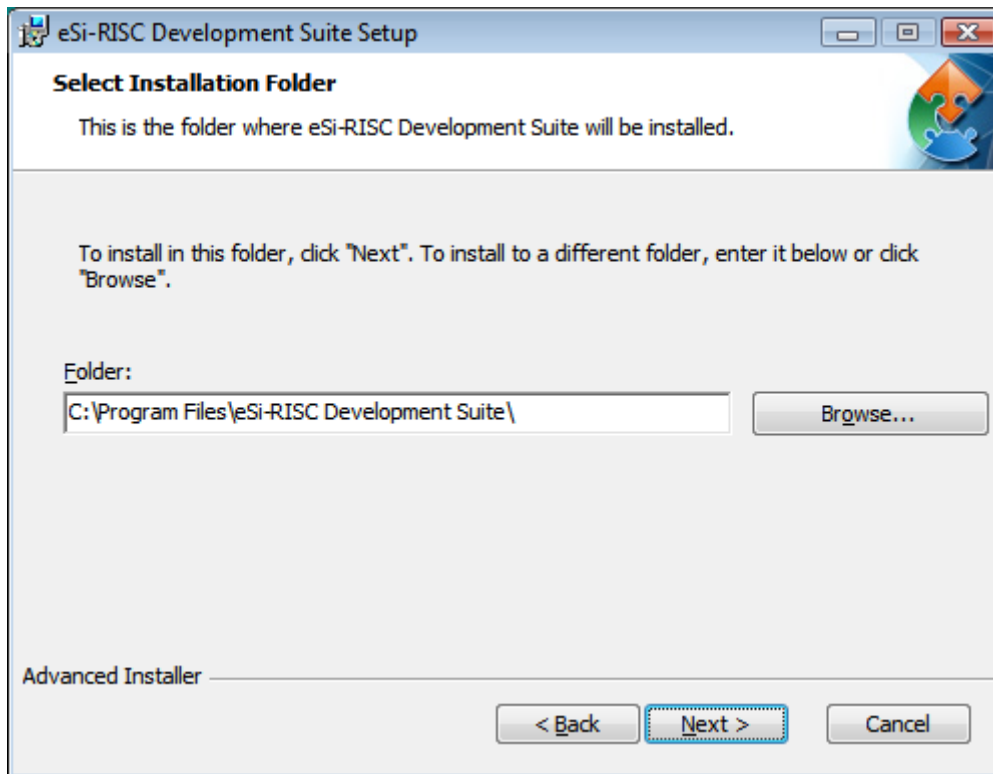 eSi-RISC Development Suite Setup
Select Installation Folder
This is the folder where eSi-RISC Development Suite will be installed.
To install in this folder, click "Next". To install to a different folder, enter it below or click
"Browse".
Folder:
C:\Program Files\eSi-RISC Development Suite\
Browse...
Advanced Installer
< Back
Next >
Cancel